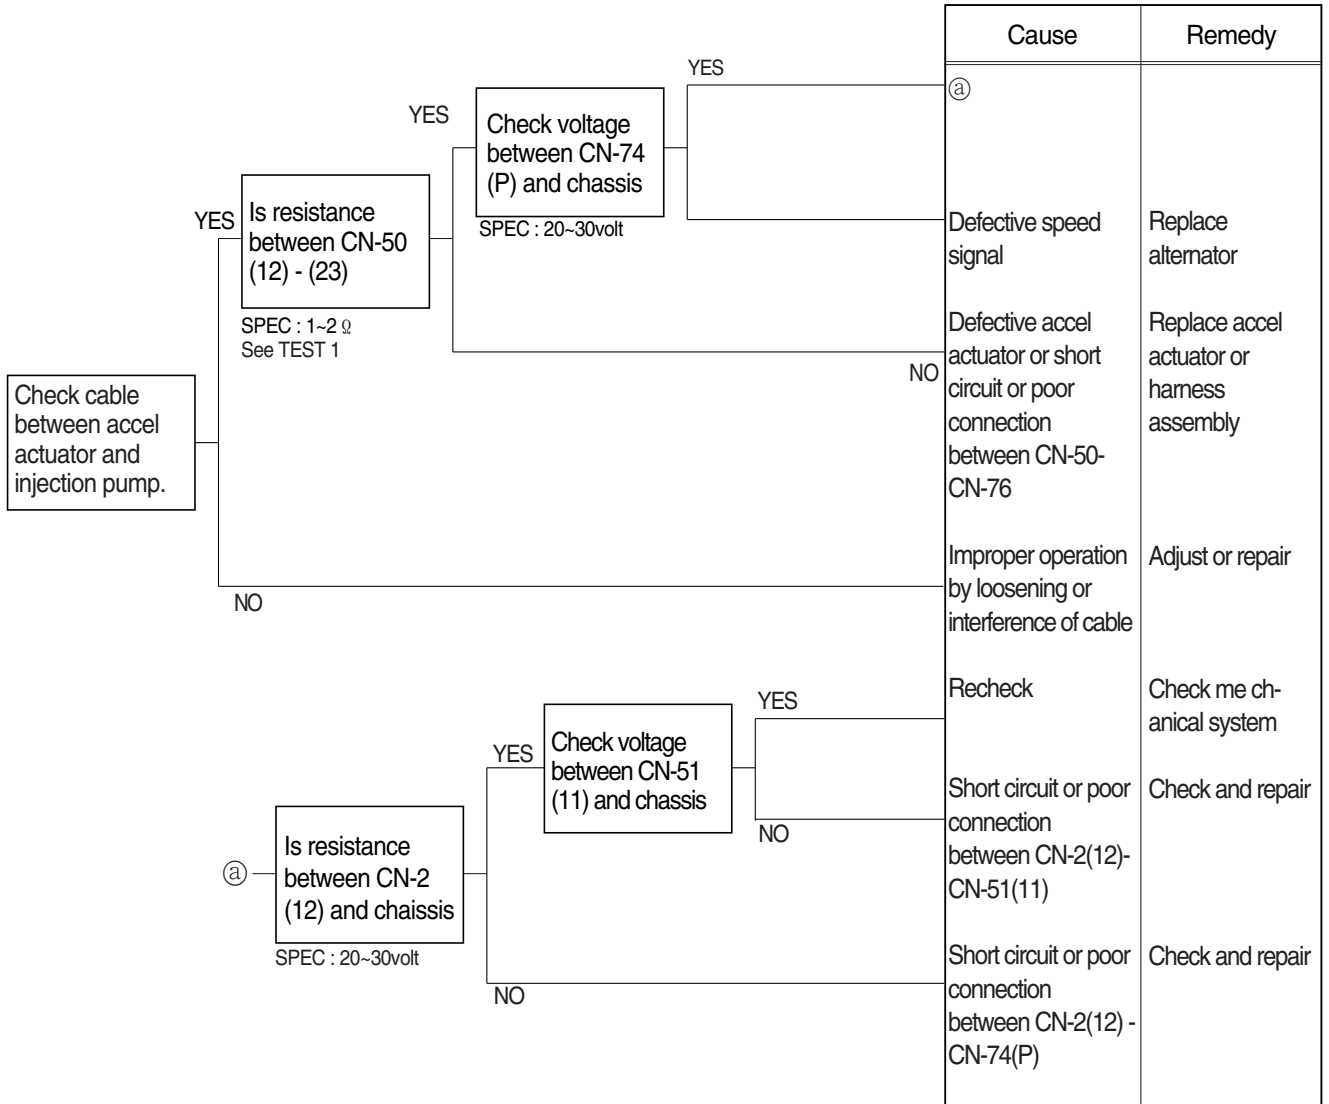 Cause
Remedy
YES
ⓐ
YES
Check voltage
between CN-74
(P) and chassis
SPEC : 20~30volt
Defective speed
signal
Replace
alternator
YES
Is resistance
between CN-50
(12) - (23)
SPEC : 1~2 Ω
See TEST 1
NO
Defective accel
actuator or short
circuit or poor
connection
between CN-50-
CN-76
Replace accel
actuator or
harness
assembly
Check cable
between accel
actuator and
injection pump.
NO
Improper operation
by loosening or
interference of cable
Adjust or repair
YES
Recheck
Check me ch-
anical system
YES
Check voltage
between CN-51
(11) and chassis
NO
Short circuit or poor
connection
between CN-2(12)-
CN-51(11)
Check and repair
ⓐ
Is resistance
between CN-2
(12) and chaissis
SPEC : 20~30volt
NO
Short circuit or poor
connection
between CN-2(12) -
CN-74(P)
Check and repair